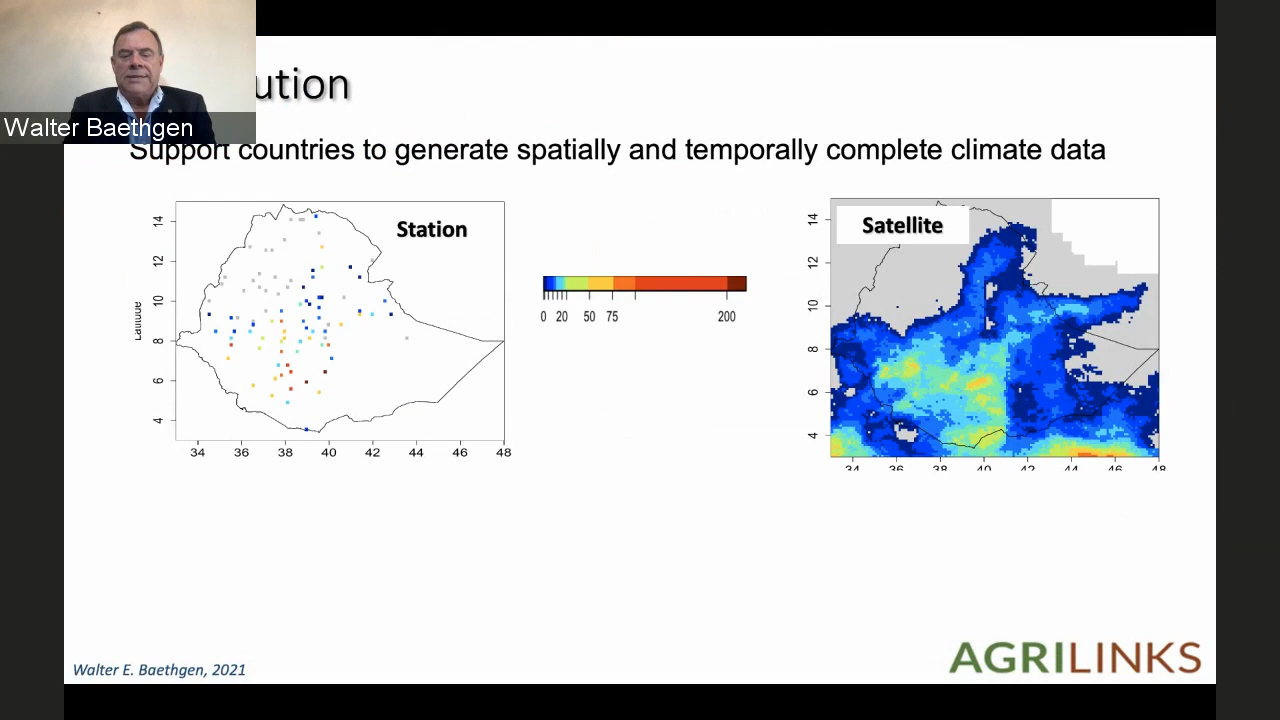 ution
Walter Baethgen
Support countries to generate spatially and temporally complete climate data
Station
14
12
10
8
6
4
Latitude
34 36 38 40 42 44 46 48
0 20 50 75 200
Satellite
14
12
10
8
6
4
34 36 38 40 42 44 46 48
Walter E. Baethgen, 2021
AGRILINKS